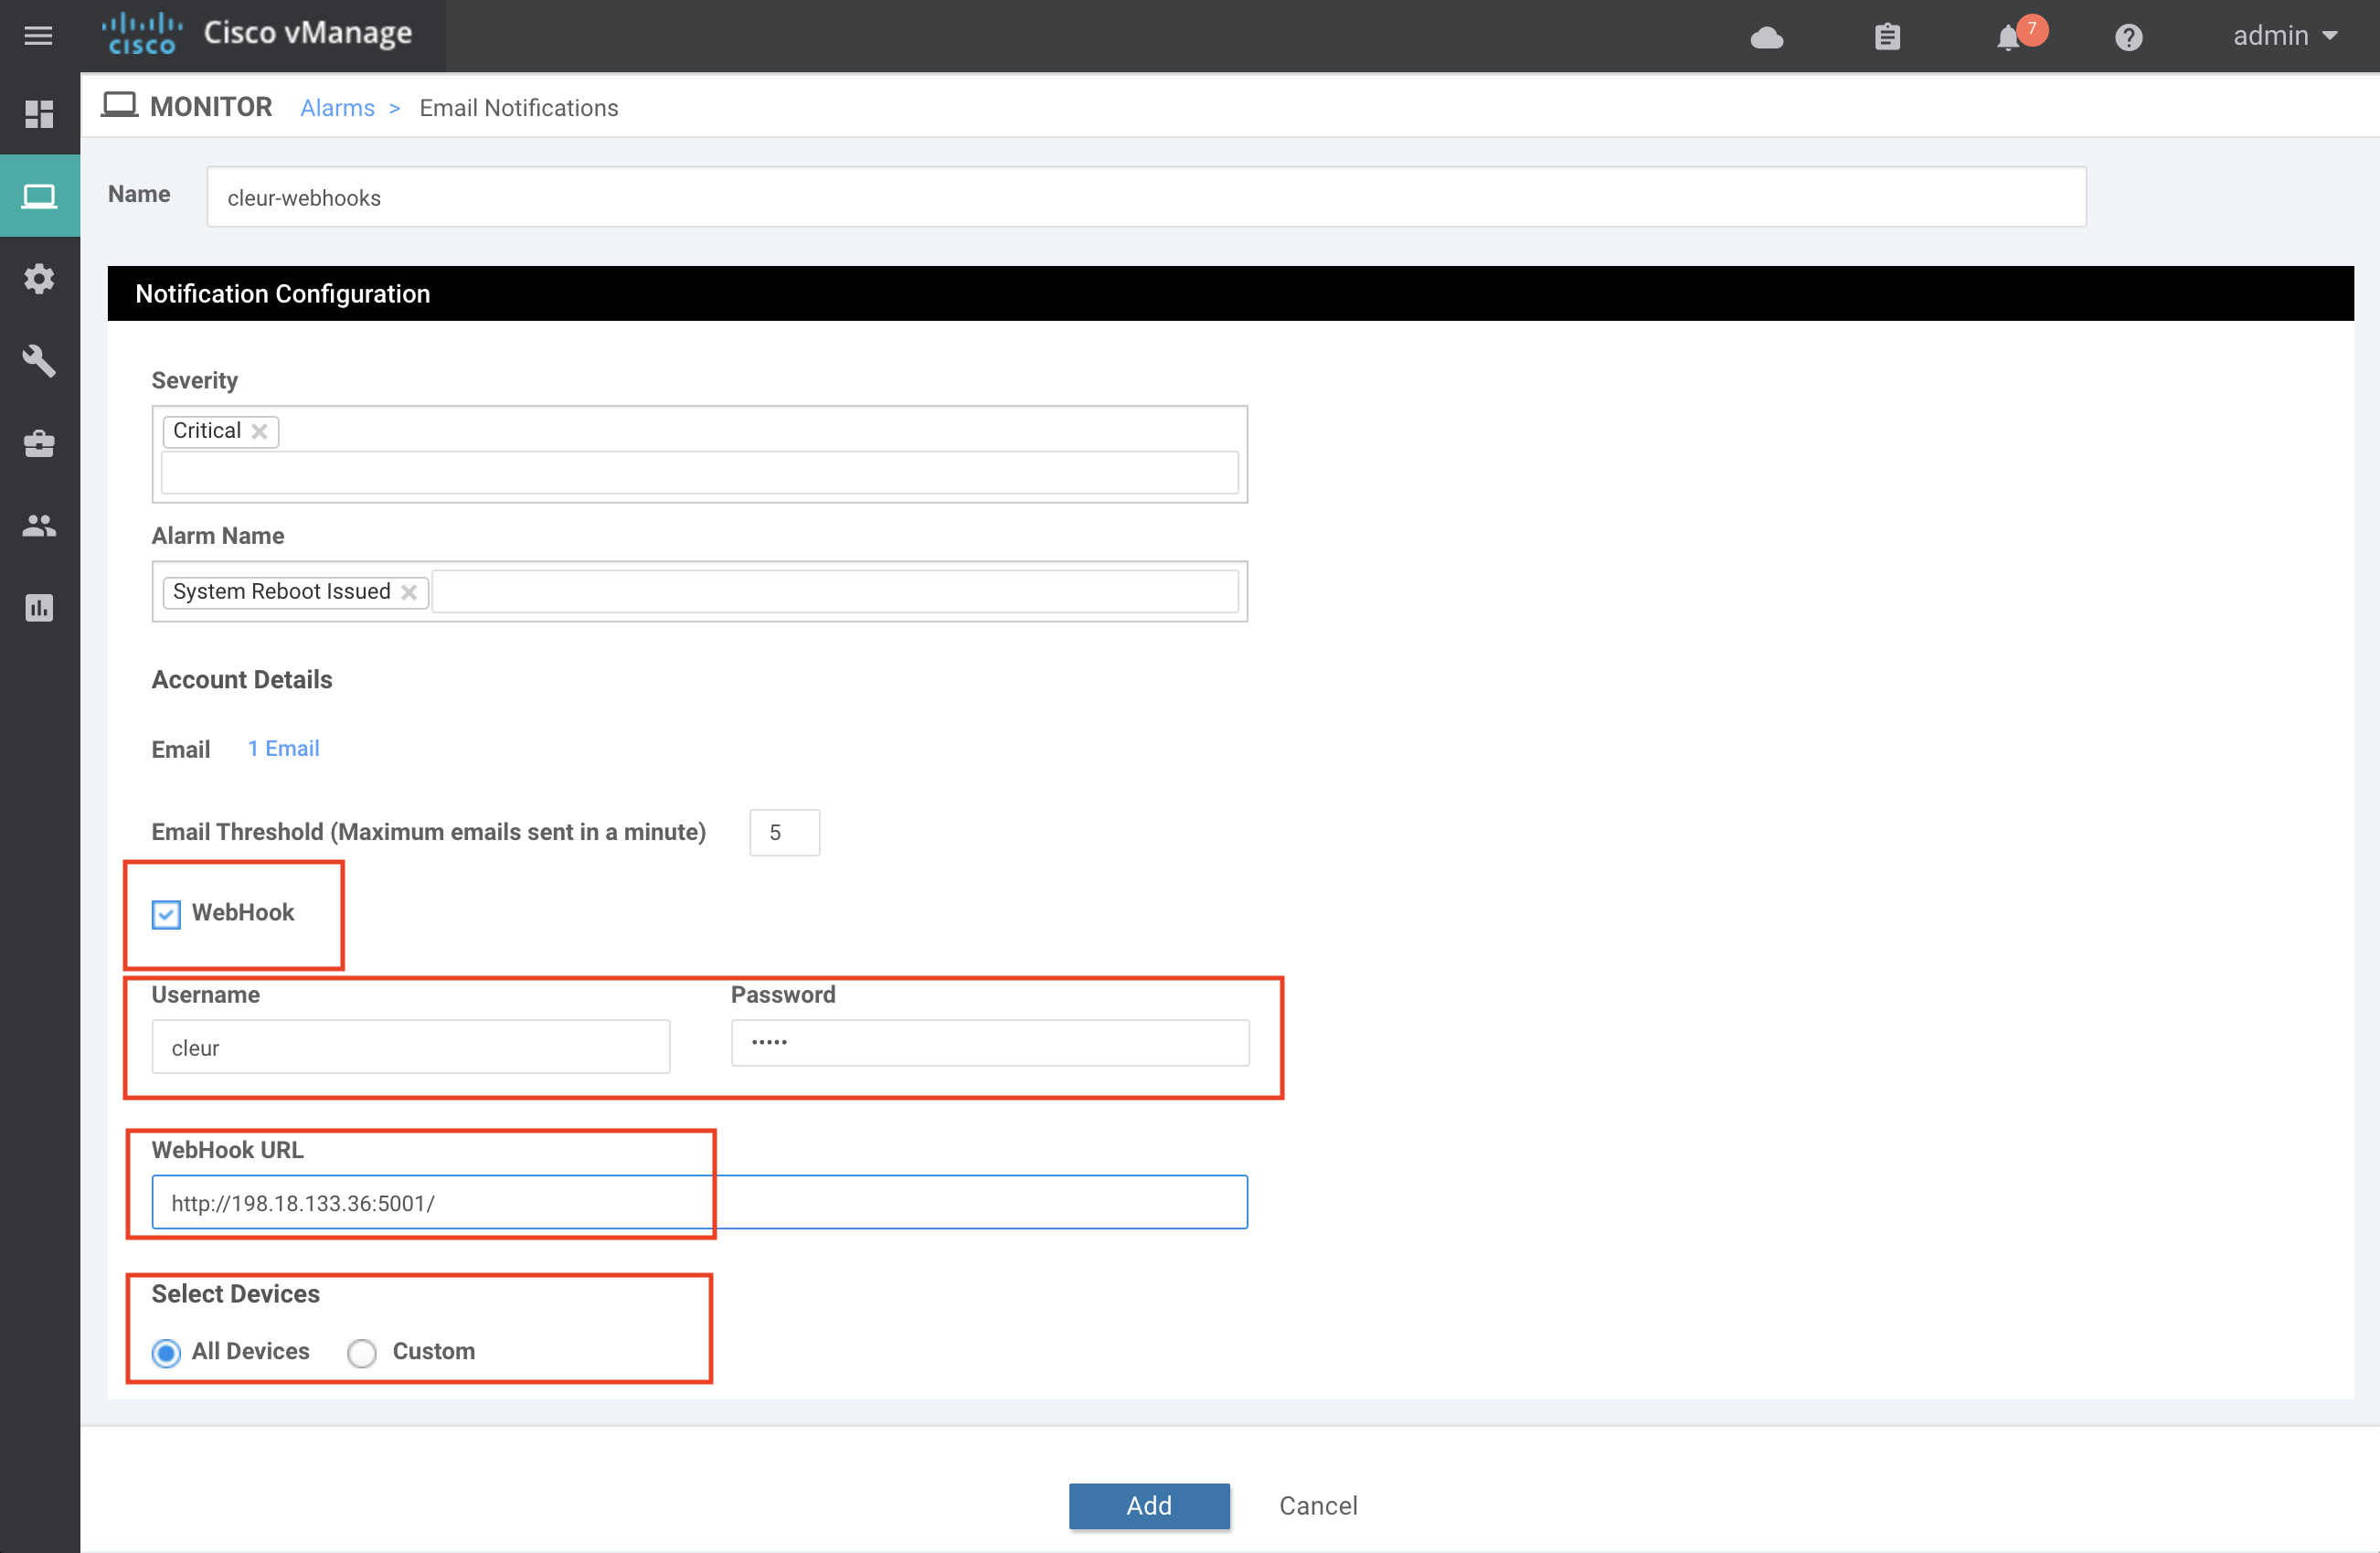 CISCO
Cisco vManage
7
admin
MONITOR Alarms > Email Notifications
Name cleur-webhooks
Notification Configuration
Severity
Critical
Alarm Name
System Reboot Issued
Account Details
Email 1 Email
Email Threshold (Maximum emails sent in a minute) 5
WebHook
Username Password
cleur •••••
WebHook URL
http://198.18.133.36:5001/
Select Devices
All Devices Custom
Add Cancel